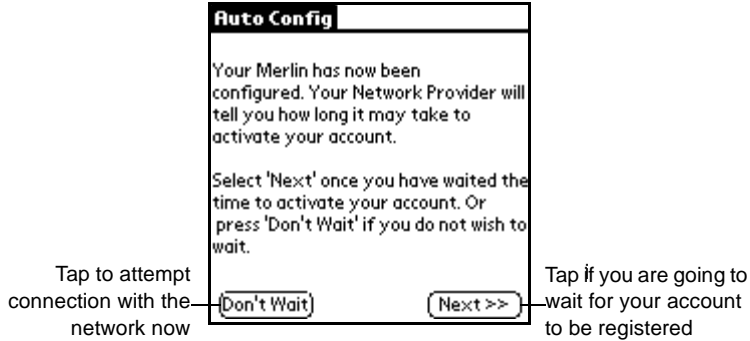 Auto Config
Your Merlin has now been
configured. Your Network Provider will
tell you how long it may take to
activate your account.
Select 'Next' once you have waited the
time to activate your account. Or
press 'Don't Wait' if you do not wish to
wait.
Don't Wait
Next >>
Tap to attempt
connection with the
network now
Tap if you are going to
wait for your account
to be registered